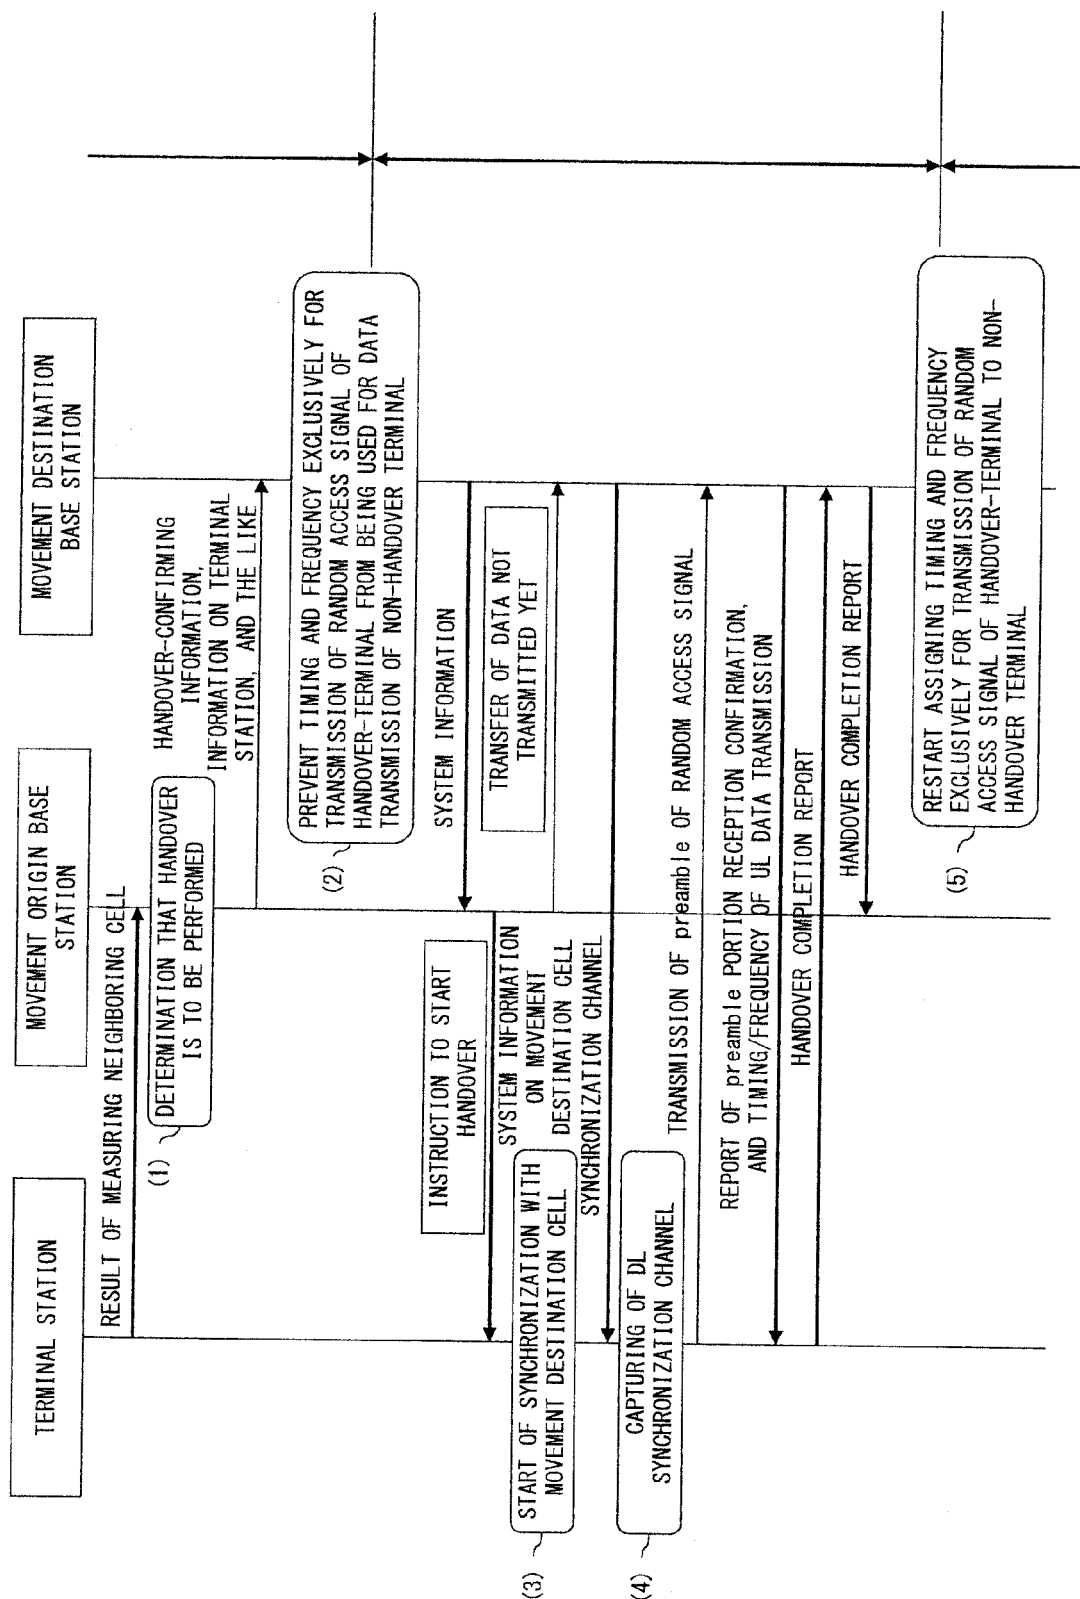 TERMINAL STATION
MOVEMENT ORIGIN BASE
STATION
MOVEMENT DESTINATION
BASE STATION
RESULT OF MEASURING NEIGHBORING CELL
(1)
DETERMINATION THAT HANDOVER
IS TO BE PERFORMED
HANDOVER-CONFIRMING
INFORMATION,
INFORMATION ON TERMINAL
STATION, AND THE LIKE
(2)
PREVENT TIMING AND FREQUENCY EXCLUSIVELY FOR
TRANSMISSION OF RANDOM ACCESS SIGNAL OF
HANDOVER-TERMINAL FROM BEING USED FOR DATA
TRANSMISSION OF NON-HANDOVER TERMINAL
SYSTEM INFORMATION
INSTRUCTION TO START
HANDOVER
SYSTEM INFORMATION
ON MOVEMENT
DESTINATION CELL
TRANSFER OF DATA NOT
TRANSMITTED YET
(3)
START OF SYNCHRONIZATION WITH
MOVEMENT DESTINATION CELL
SYNCHRONIZATION CHANNEL
(4)
CAPTURING OF DL
SYNCHRONIZATION CHANNEL
TRANSMISSION OF preamble OF RANDOM ACCESS SIGNAL
REPORT OF preamble PORTION RECEPTION CONFIRMATION,
AND TIMING/FREQUENCY OF UL DATA TRANSMISSION
HANDOVER COMPLETION REPORT
HANDOVER COMPLETION REPORT
(5)
RESTART ASSIGNING TIMING AND FREQUENCY
EXCLUSIVELY FOR TRANSMISSION OF RANDOM
ACCESS SIGNAL OF HANDOVER-TERMINAL TO NON-
HANDOVER TERMINAL